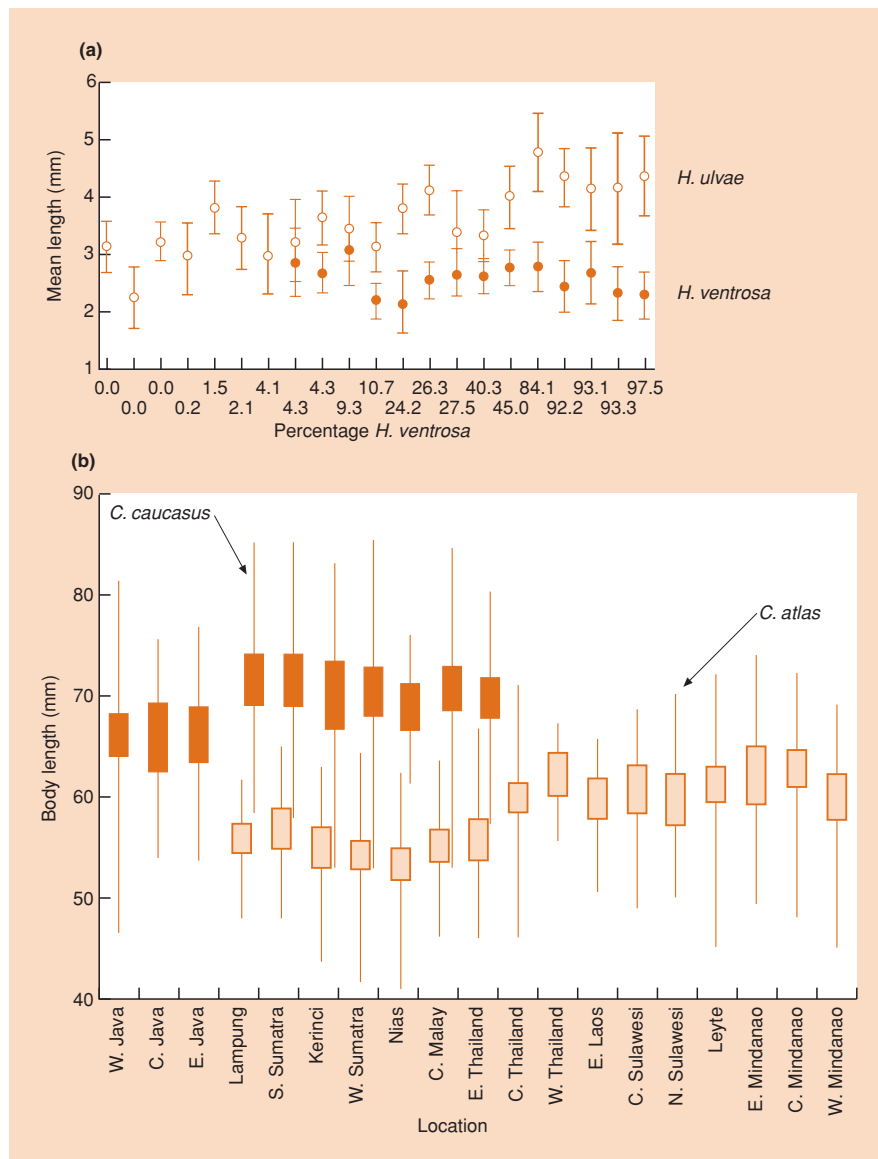 (a)
6
5
4
3
2
1
Mean length (mm)
H. ulvae
H. ventrosa
0.0 0.0 1.5 4.1 4.3 10.7 26.3 40.3 84.1 93.1 97.5
0.0 0.2 2.1 4.3 9.3 24.2 27.5 45.0 92.2 93.3
Percentage H. ventrosa
(b)
90
80
70
60
50
40
Body length (mm)
C. caucasus
C. atlas
W. Java
C. Java
E. Java
Lampung
S. Sumatra
Kerinci
W. Sumatra
Nias
C. Malay
E. Thailand
C. Thailand
W. Thailand
E. Laos
C. Sulawesi
N. Sulawesi
Leyte
E. Mindanao
C. Mindanao
W. Mindanao
Location